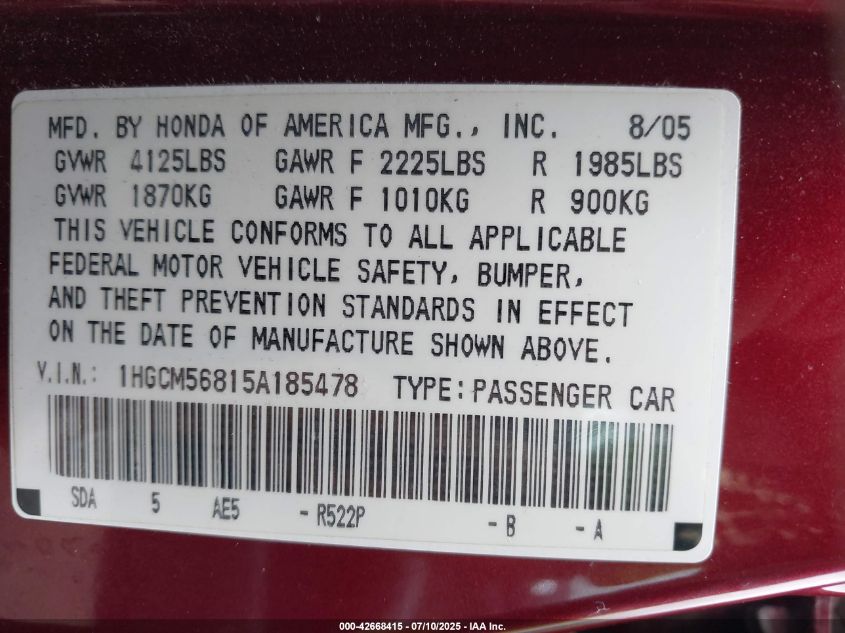 MFD. BY HONDA OF AMERICA MFG., INC. 8/05
GVWR 4125LBS GAWR F 2225LBS R 1985LBS
GVWR 1870KG GAWR F 1010KG R 900KG
THIS VEHICLE CONFORMS TO ALL APPLICABLE
FEDERAL MOTOR VEHICLE SAFETY, BUMPER,
AND THEFT PREVENTION STANDARDS IN EFFECT
ON THE DATE OF MANUFACTURE SHOWN ABOVE.
V.I.N.: 1HGCM56815A185478 TYPE:PASSENGER CAR
SDA 5 AE5 -R522P -B -A
000-42668415 - 07/10/2025 - IAA Inc.